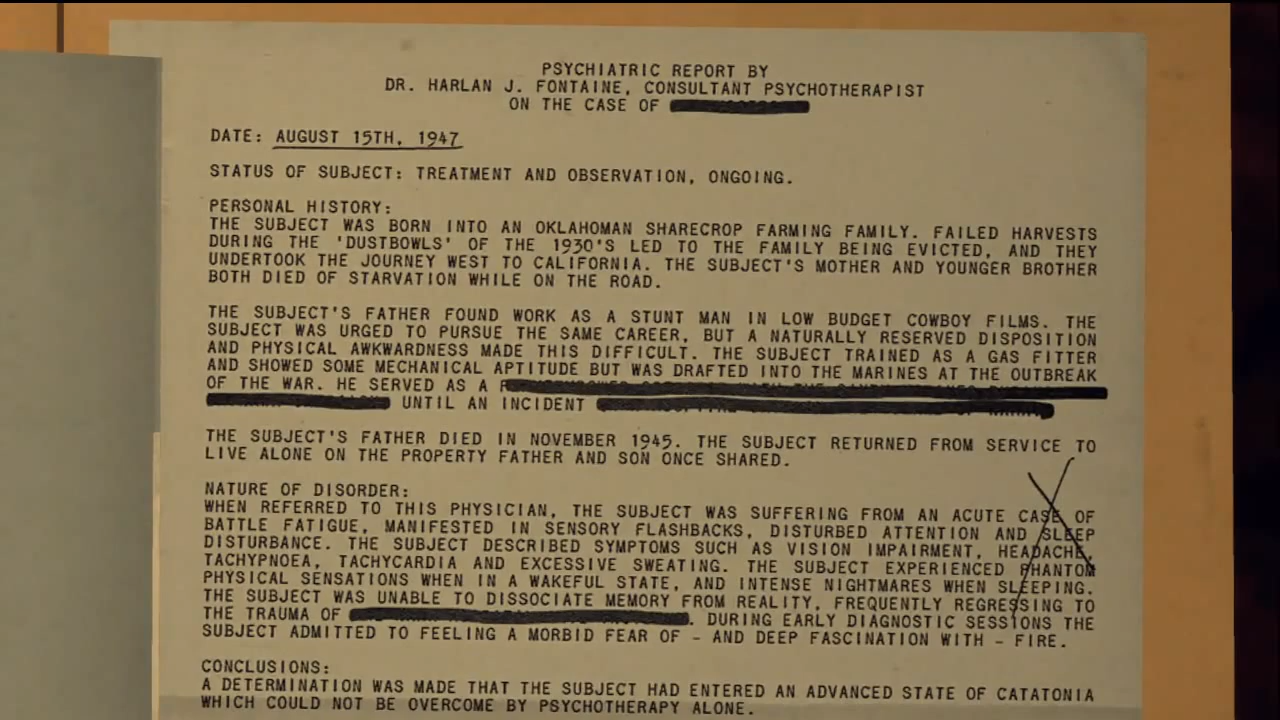 PSYCHIATRIC REPORT BY
DR. HARLAN J. FONTAINE, CONSULTANT PSYCHOTHERAPIST
ON THE CASE OF
DATE: AUGUST 15TH, 1947
STATUS OF SUBJECT: TREATMENT AND OBSERVATION, ONGOING.
PERSONAL HISTORY:
THE SUBJECT WAS BORN INTO AN OKLAHOMAN SHARECROP FARMING FAMILY. FAILED HARVESTS
DURING THE 'DUSTBOWLS' OF THE 1930'S LED TO THE FAMILY BEING EVICTED, AND THEY
UNDERTOOK THE JOURNEY WEST TO CALIFORNIA. THE SUBJECT'S MOTHER AND YOUNGER BROTHER
BOTH DIED OF STARVATION WHILE ON THE ROAD.
THE SUBJECT'S FATHER FOUND WORK AS A STUNT MAN IN LOW BUDGET COWBOY FILMS. THE
SUBJECT WAS URGED TO PURSUE THE SAME CAREER, BUT A NATURALLY RESERVED DISPOSITION
AND PHYSICAL AWKWARDNESS MADE THIS DIFFICULT. THE SUBJECT TRAINED AS A GAS FITTER
AND SHOWED SOME MECHANICAL APTITUDE BUT WAS DRAFTED INTO THE MARINES AT THE OUTBREAK
OF THE WAR. HE SERVED AS A
UNTIL AN INCIDENT
THE SUBJECT'S FATHER DIED IN NOVEMBER 1945. THE SUBJECT RETURNED FROM SERVICE TO
LIVE ALONE ON THE PROPERTY FATHER AND SON ONCE SHARED.
NATURE OF DISORDER:
WHEN REFERRED TO THIS PHYSICIAN, THE SUBJECT WAS SUFFERING FROM AN ACUTE CASE OF
BATTLE FATIGUE, MANIFESTED IN SENSORY FLASHBACKS, DISTURBED ATTENTION AND SLEEP
DISTURBANCE. THE SUBJECT DESCRIBED SYMPTOMS SUCH AS VISION IMPAIRMENT, HEADACHE,
TACHYPNOEA, TACHYCARDIA AND EXCESSIVE SWEATING. THE SUBJECT EXPERIENCED PHANTOM
PHYSICAL SENSATIONS WHEN IN A WAKEFUL STATE, AND INTENSE NIGHTMARES WHEN SLEEPING.
THE SUBJECT WAS UNABLE TO DISSOCIATE MEMORY FROM REALITY, FREQUENTLY REGRESSING TO
THE TRAUMA OF . DURING EARLY DIAGNOSTIC SESSIONS THE
SUBJECT ADMITTED TO FEELING A MORBID FEAR OF - AND DEEP FASCINATION WITH - FIRE.
CONCLUSIONS:
A DETERMINATION WAS MADE THAT THE SUBJECT HAD ENTERED AN ADVANCED STATE OF CATATONIA
WHICH COULD NOT BE OVERCOME BY PSYCHOTHERAPY ALONE.